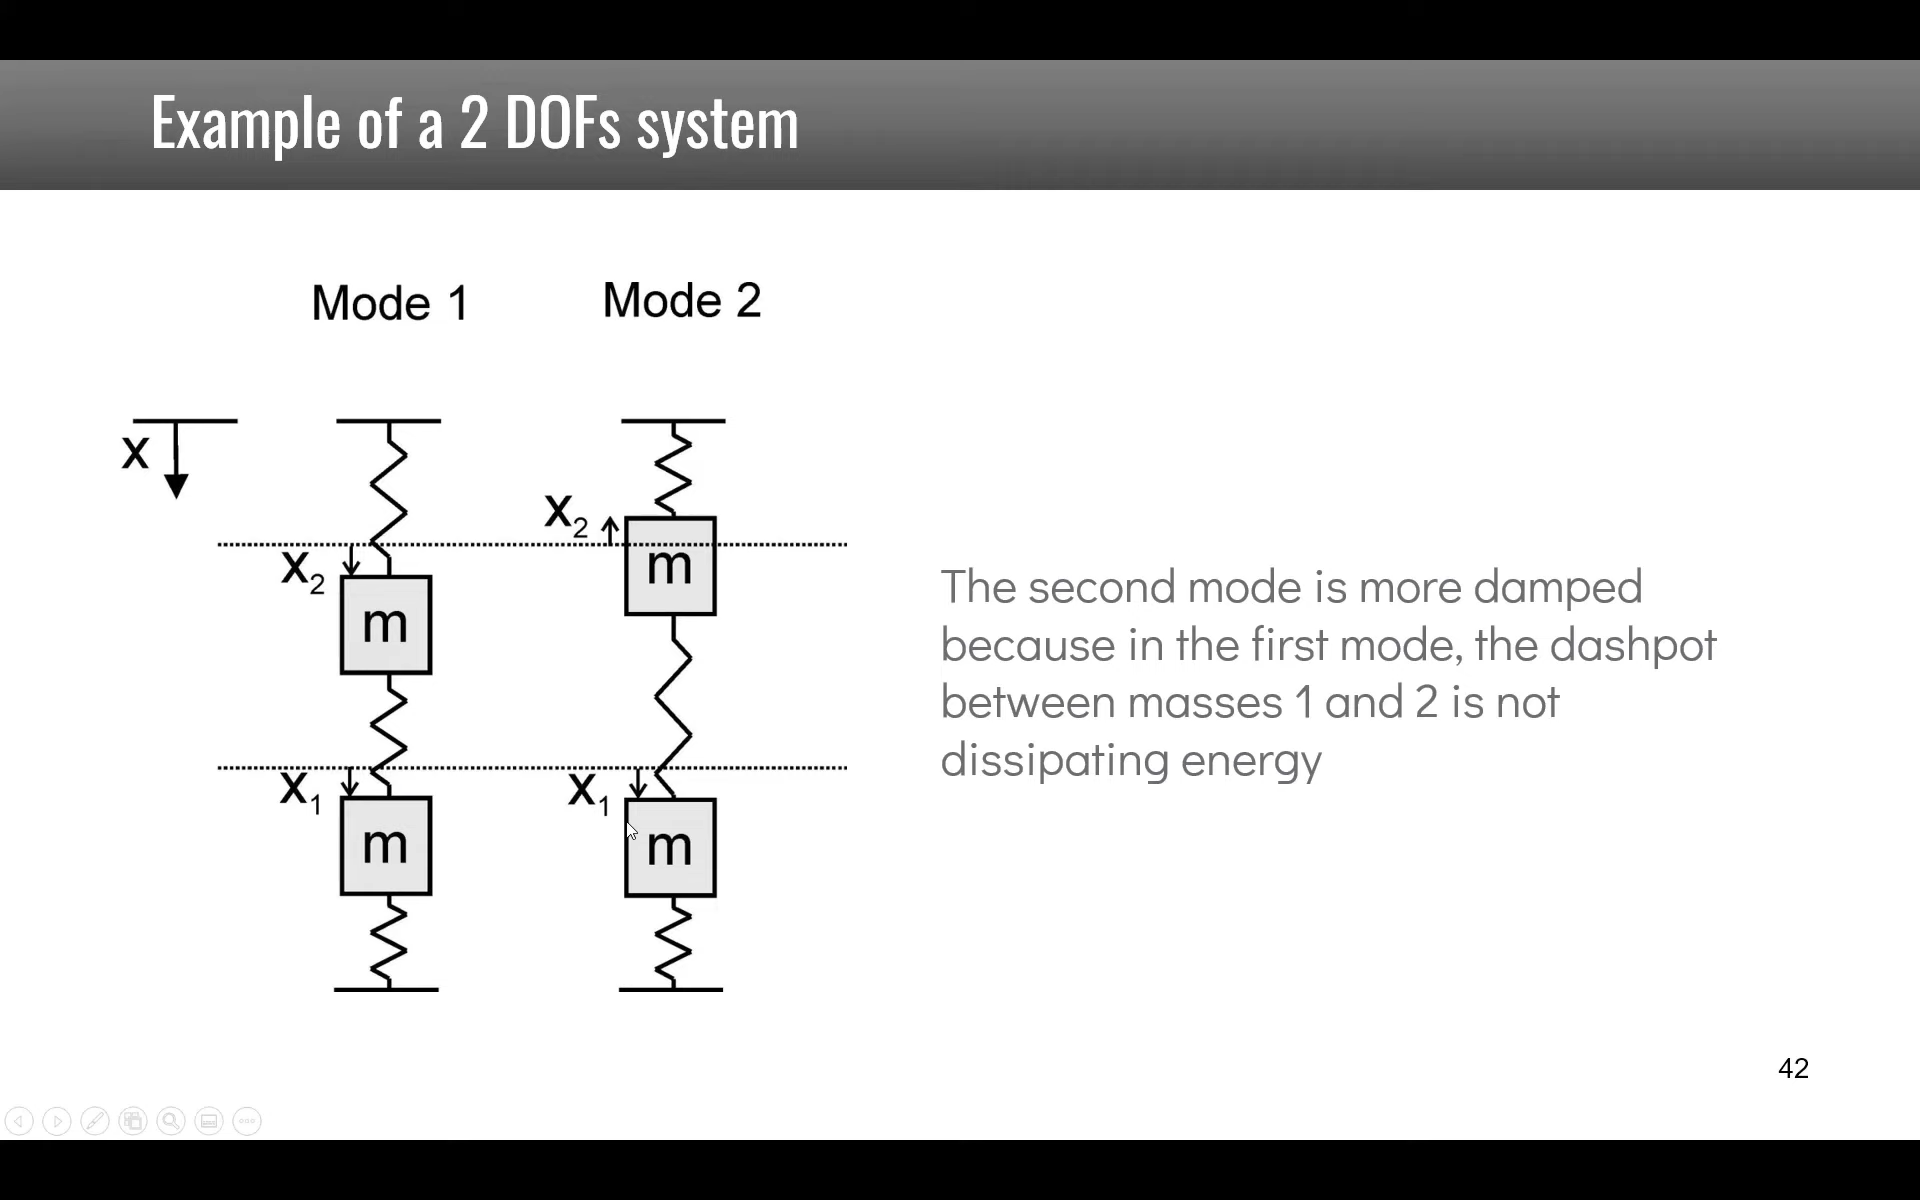 Example of a 2 DOFs system
Mode 1
Mode 2
x
x2
m
x1
m
x2
m
x1
m
The second mode is more damped
because in the first mode, the dashpot
between masses 1 and 2 is not
dissipating energy
42